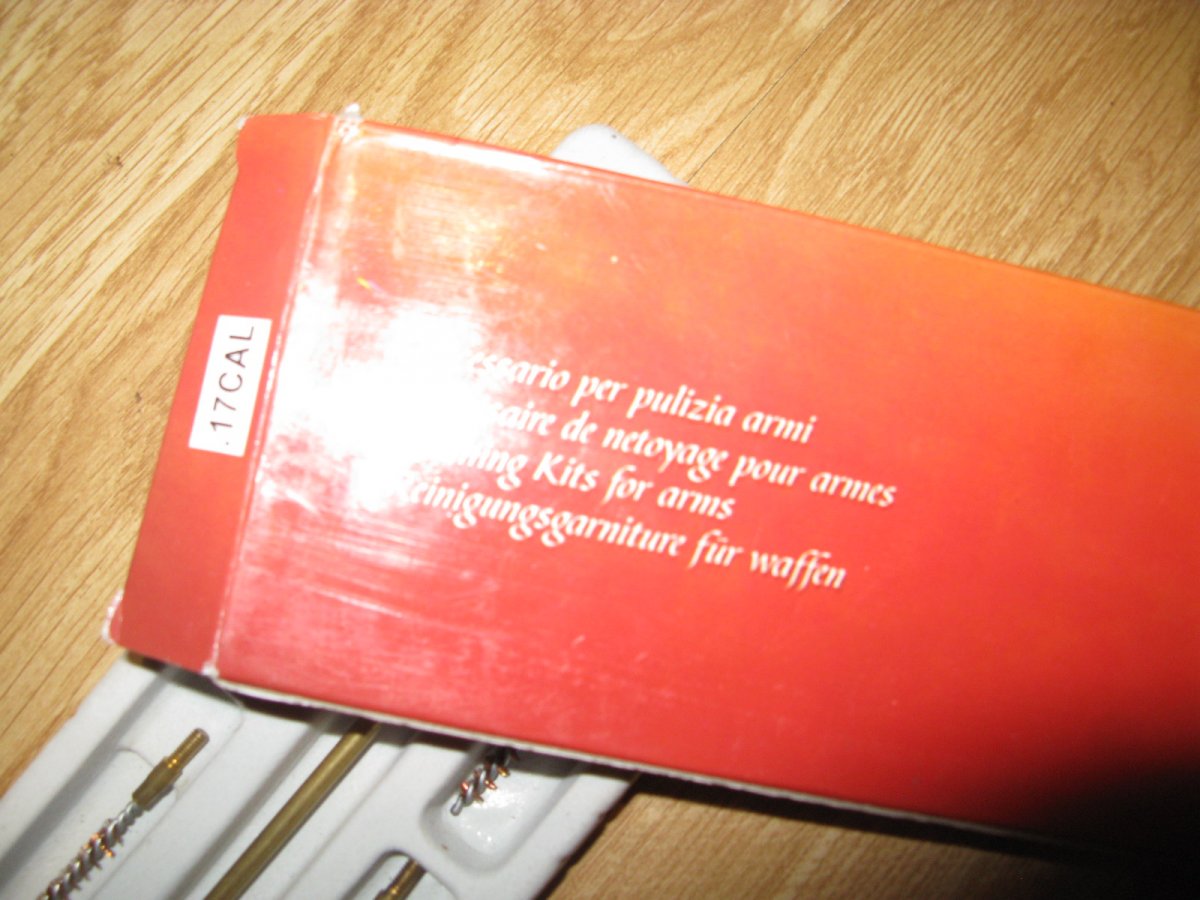 .17CAL
per pulizia armi
de netoyage pour armes
Kits for arms
für waffen